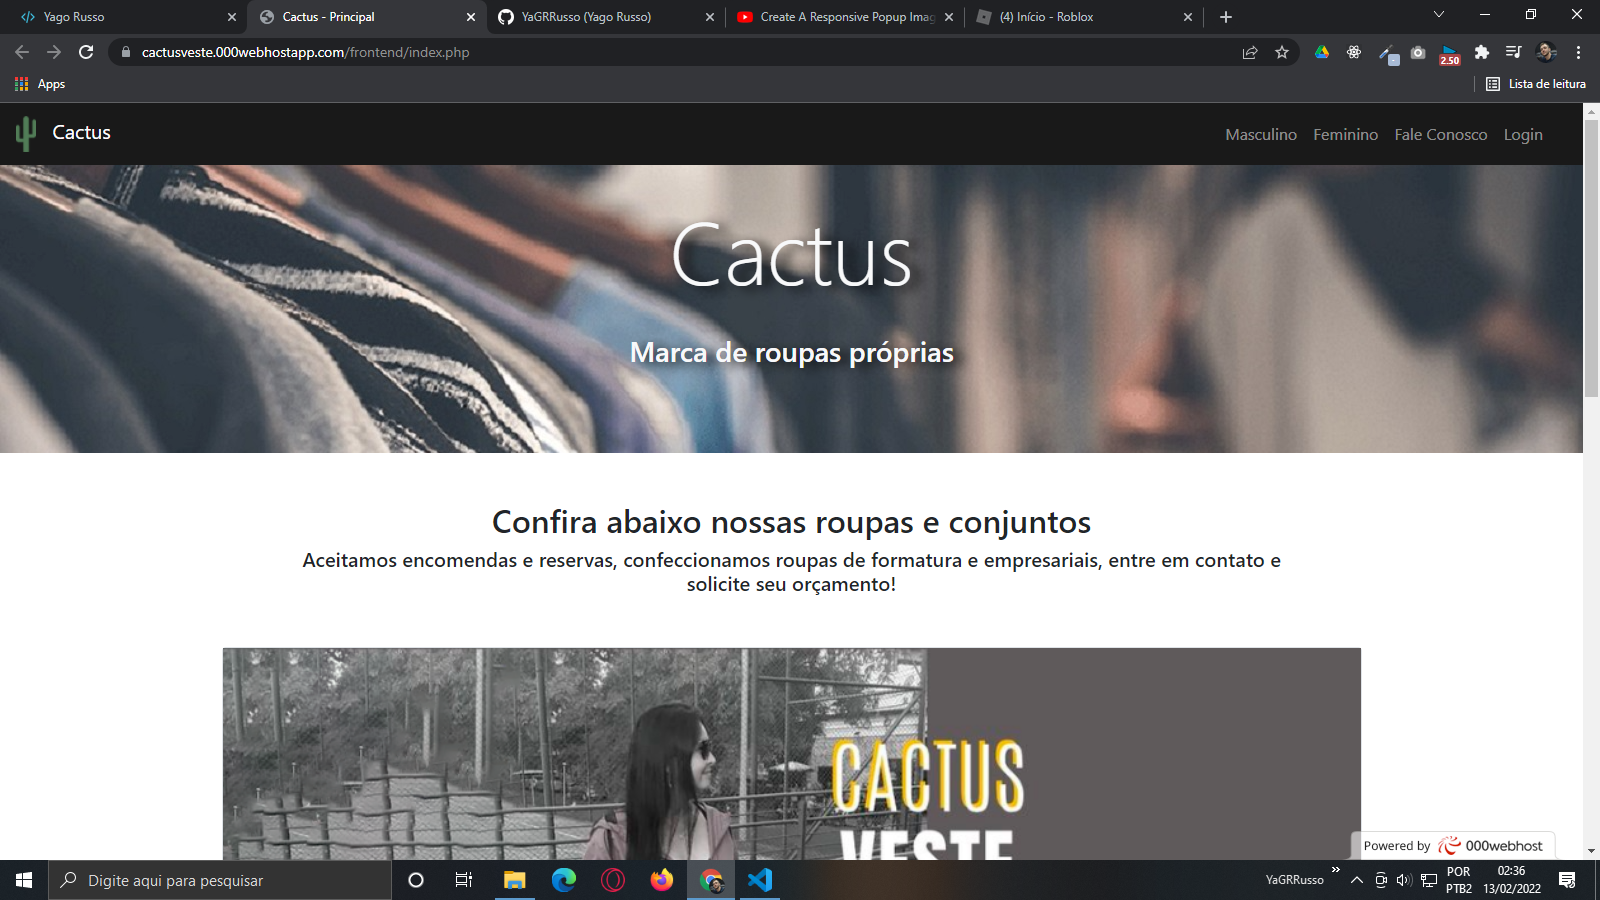 Yago Russo
Cactus - Principal
YaGRRusso (Yago Russo)
Create A Responsive Popup Imag
(4) Início - Roblox
cactusveste.000webhostapp.com/frontend/index.php
2.50
Apps
Lista de leitura
Cactus
Masculino Feminino Fale Conosco Login
Cactus
Marca de roupas próprias
Confira abaixo nossas roupas e conjuntos
Aceitamos encomendas e reservas, confeccionamos roupas de formatura e empresariais, entre em contato e
solicite seu orçamento!
CACTUS
VESTE
Powered by 000webhost
Digite aqui para pesquisar
YaGRRusso
POR
PTB2
02:36
13/02/2022